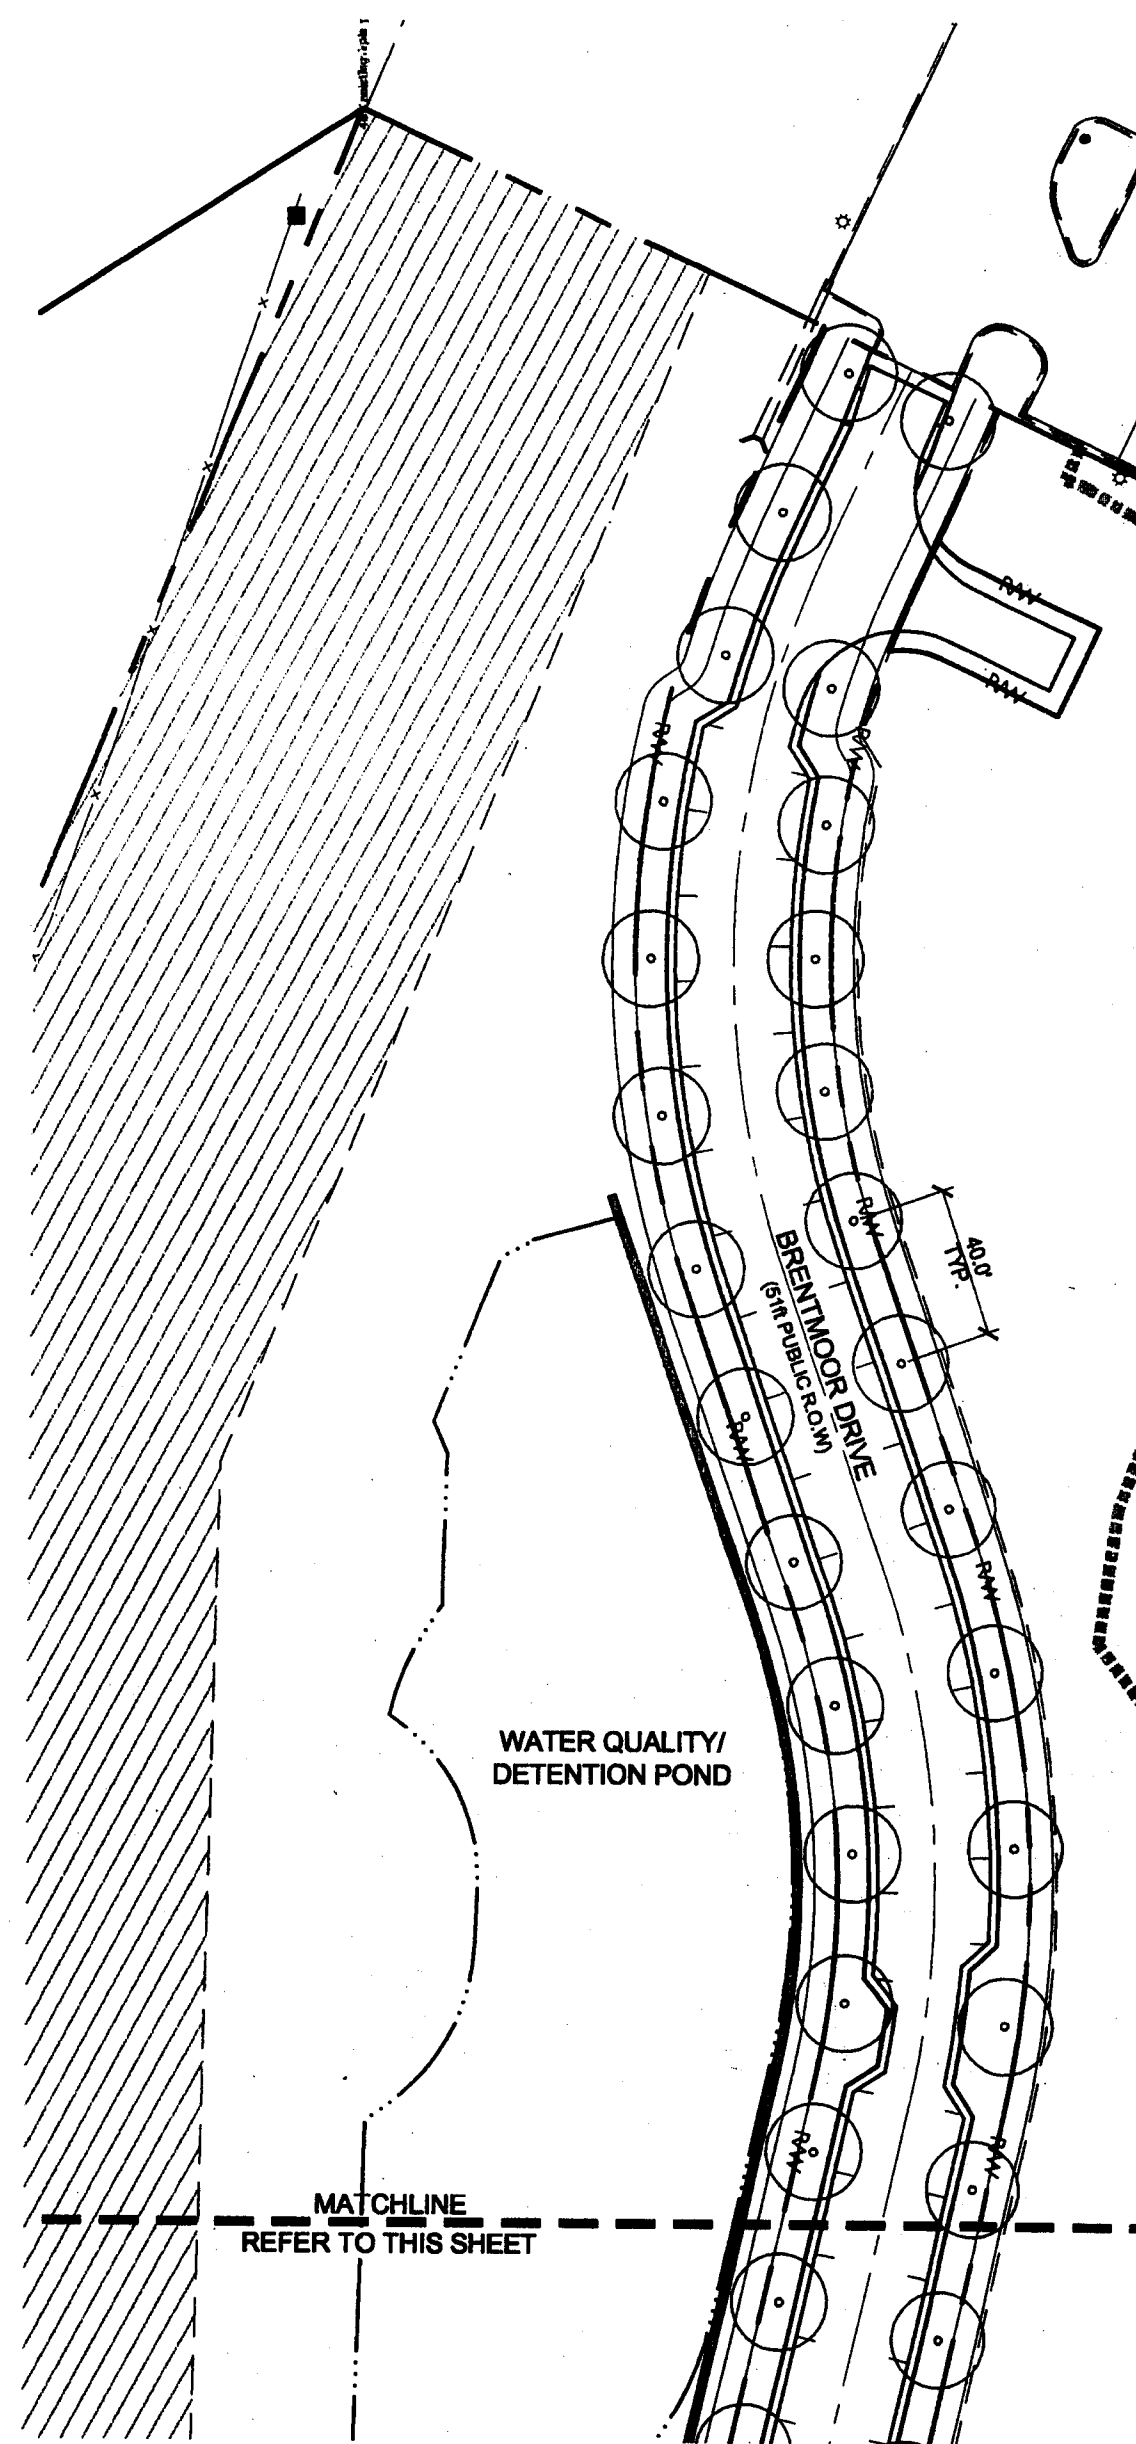 R/W
R/W
R/W
R/W
R/W
40.0'
TYP.
BRENTMOOR DRIVE
(51ft PUBLIC R.O.W)
R/W
R/W
WATER QUALITY/
DETENTION POND
R/W
R/W
MATCHLINE
REFER TO THIS SHEET